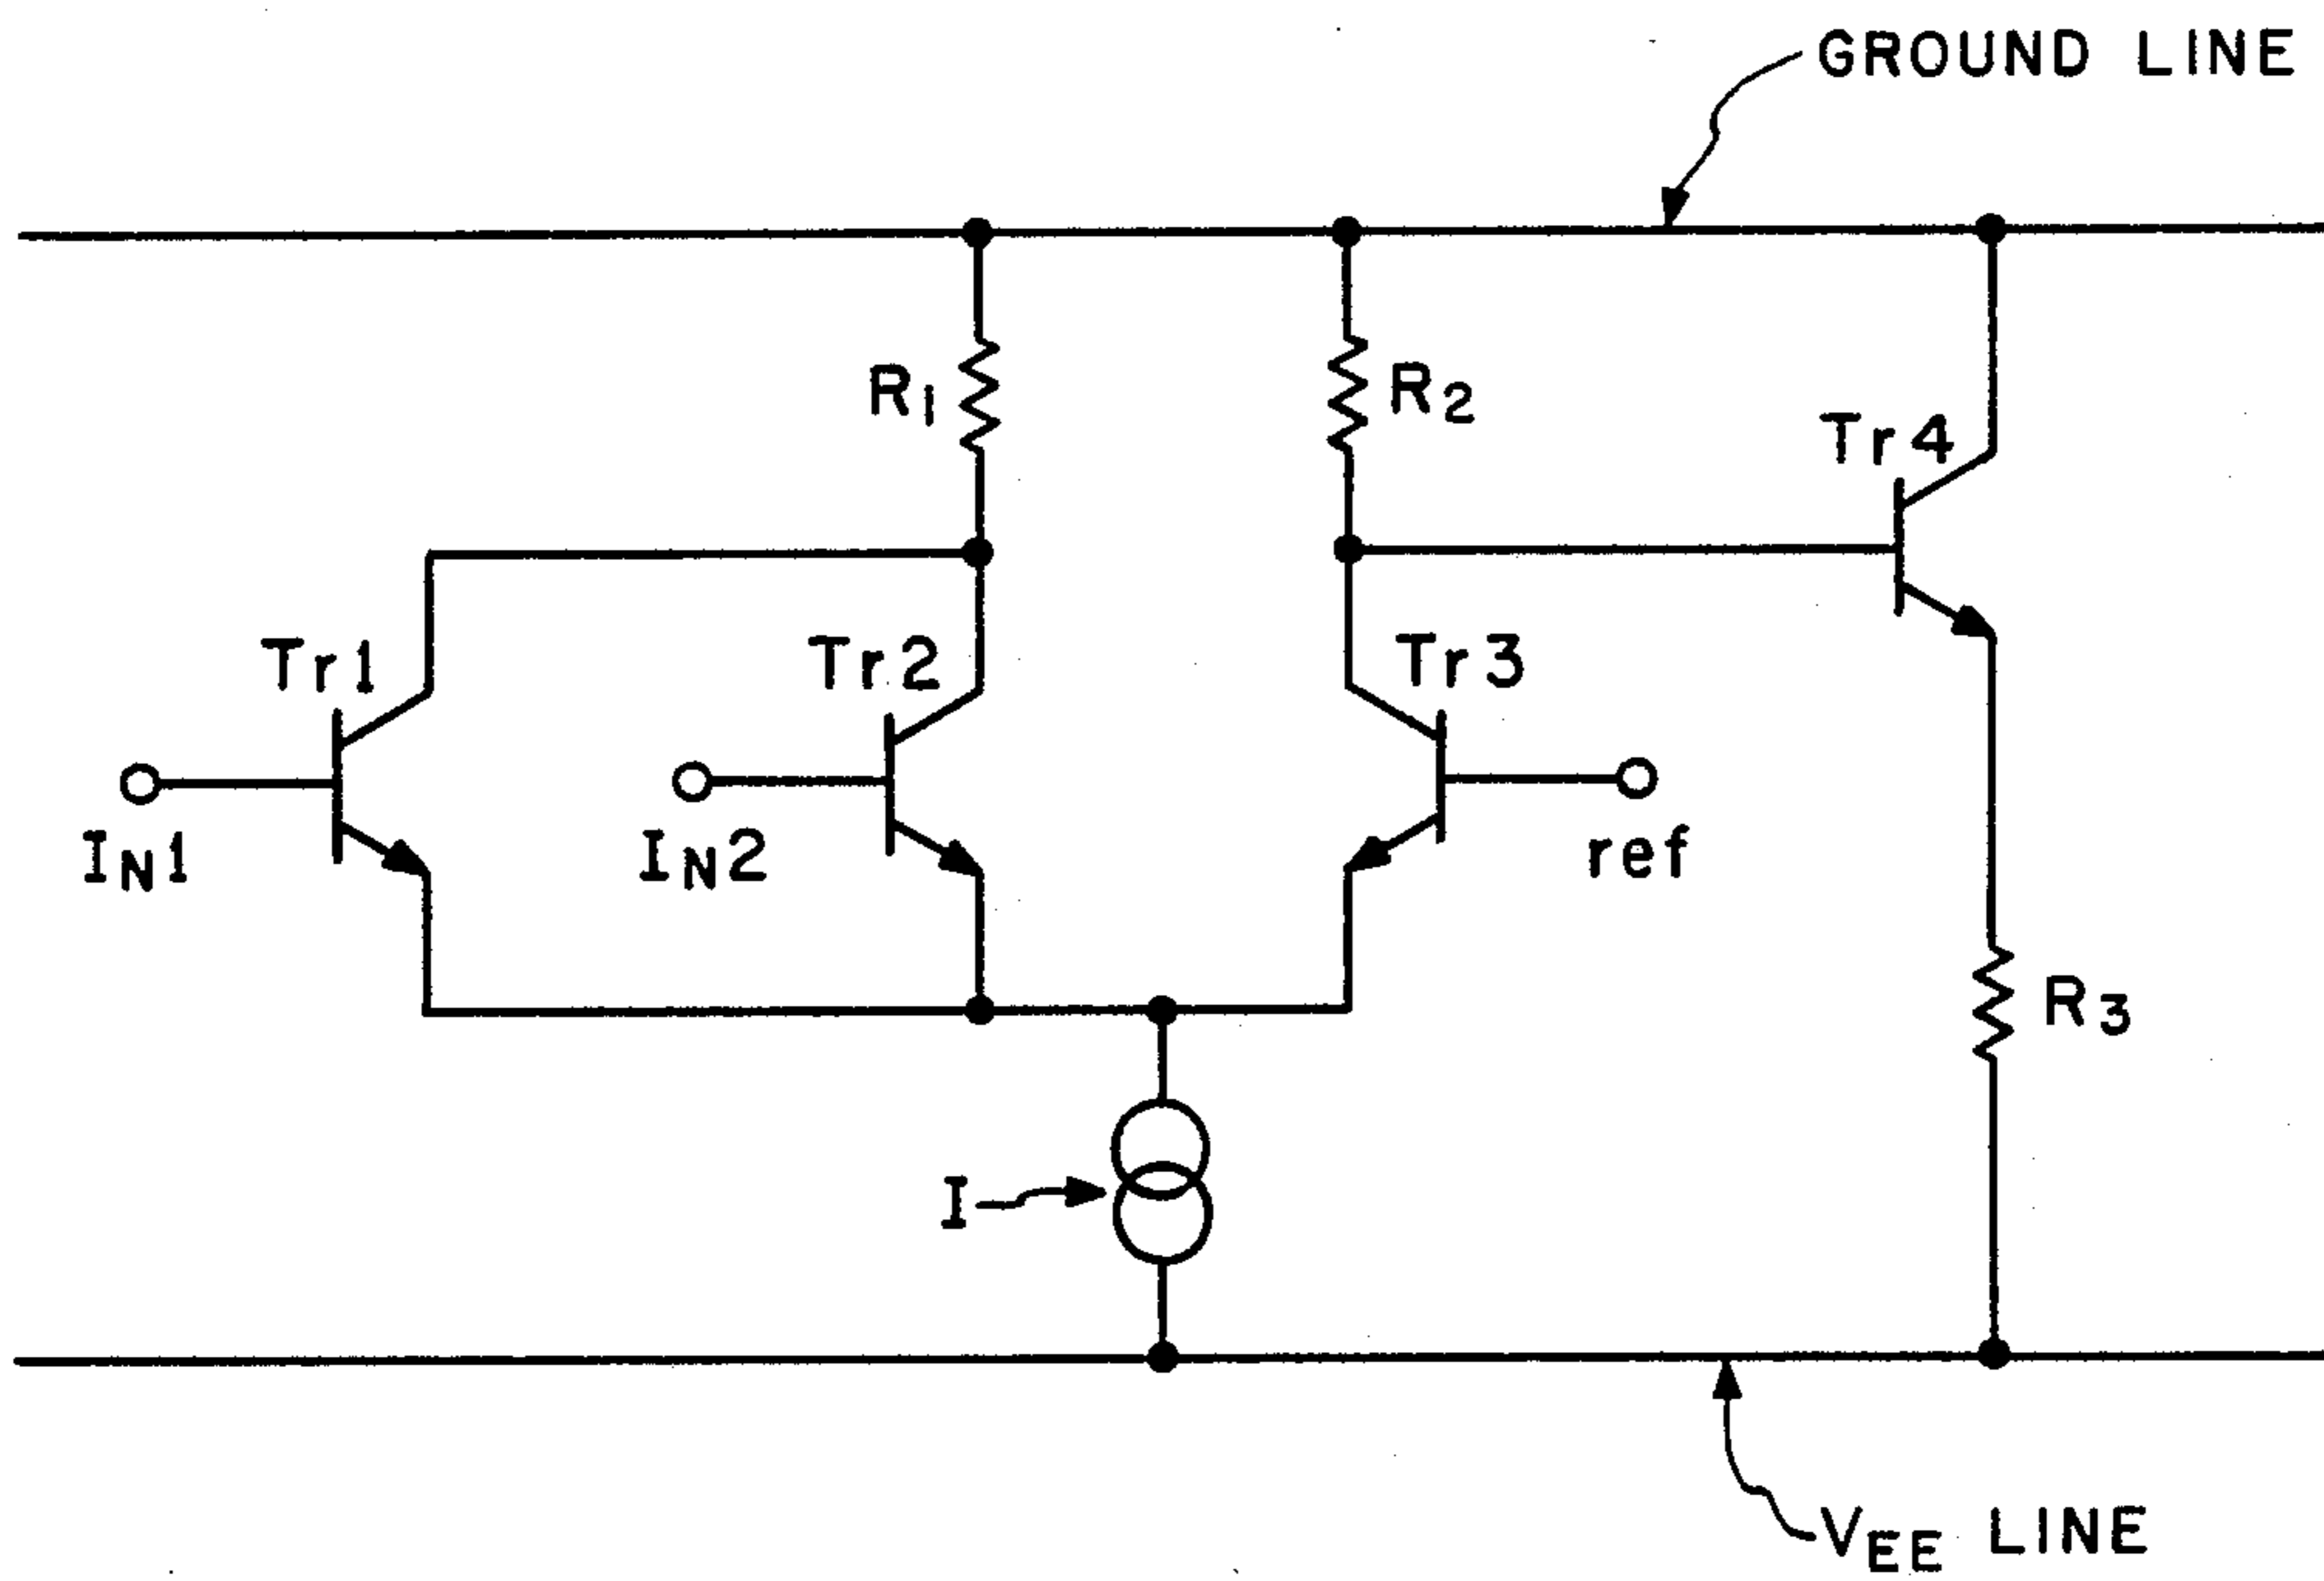 GROUND LINE
R1
R2
Tr4
Tr1
Tr2
Tr3
IN1
IN2
ref
R3
I
VEE LINE